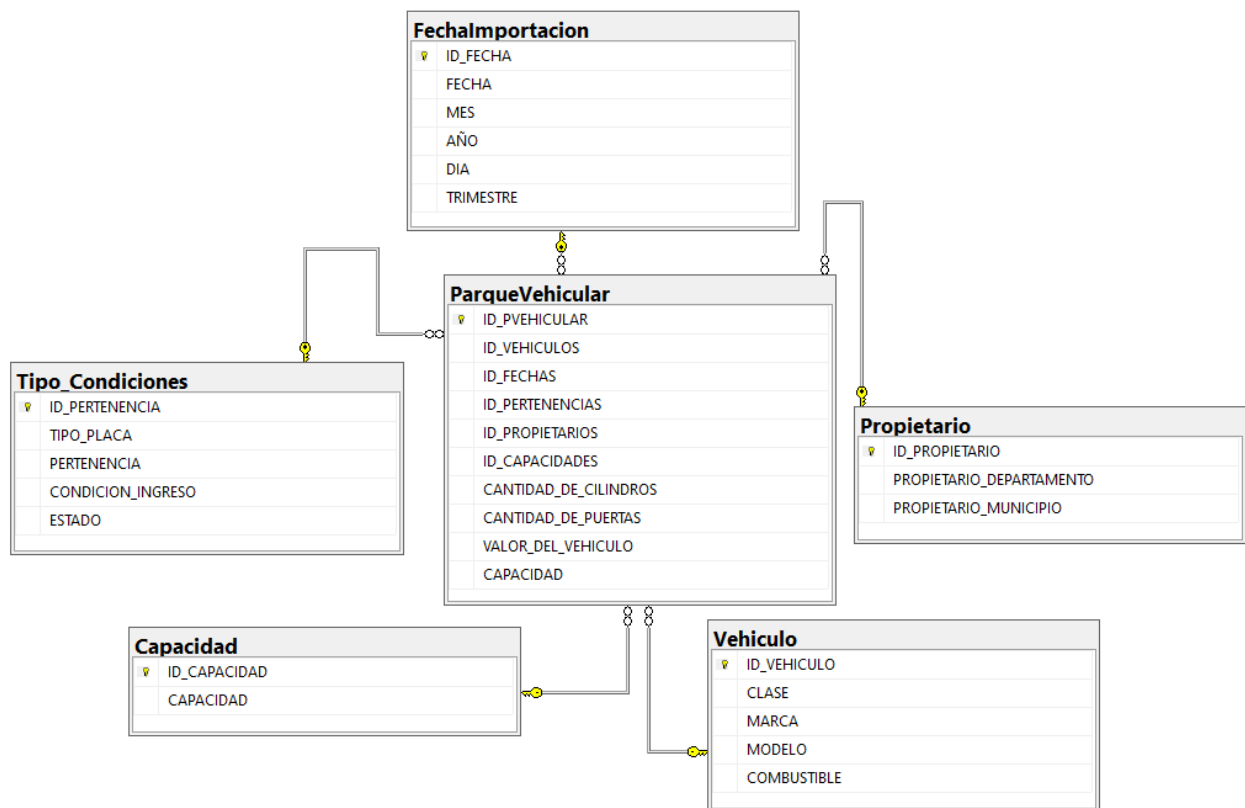 FechaImportacion
ID_FECHA
FECHA
MES
AÑO
DIA
TRIMESTRE
Tipo_Condiciones
ID_PERTENENCIA
TIPO_PLACA
PERTENENCIA
CONDICION_INGRESO
ESTADO
ParqueVehicular
ID_PVEHICULAR
ID_VEHICULOS
ID_FECHAS
ID_PERTENENCIAS
ID_PROPIETARIOS
ID_CAPACIDADES
CANTIDAD_DE_CILINDROS
CANTIDAD_DE_PUERTAS
VALOR_DEL_VEHICULO
CAPACIDAD
Propietario
ID_PROPIETARIO
PROPIETARIO_DEPARTAMENTO
PROPIETARIO_MUNICIPIO
Capacidad
ID_CAPACIDAD
CAPACIDAD
Vehiculo
ID_VEHICULO
CLASE
MARCA
MODELO
COMBUSTIBLE